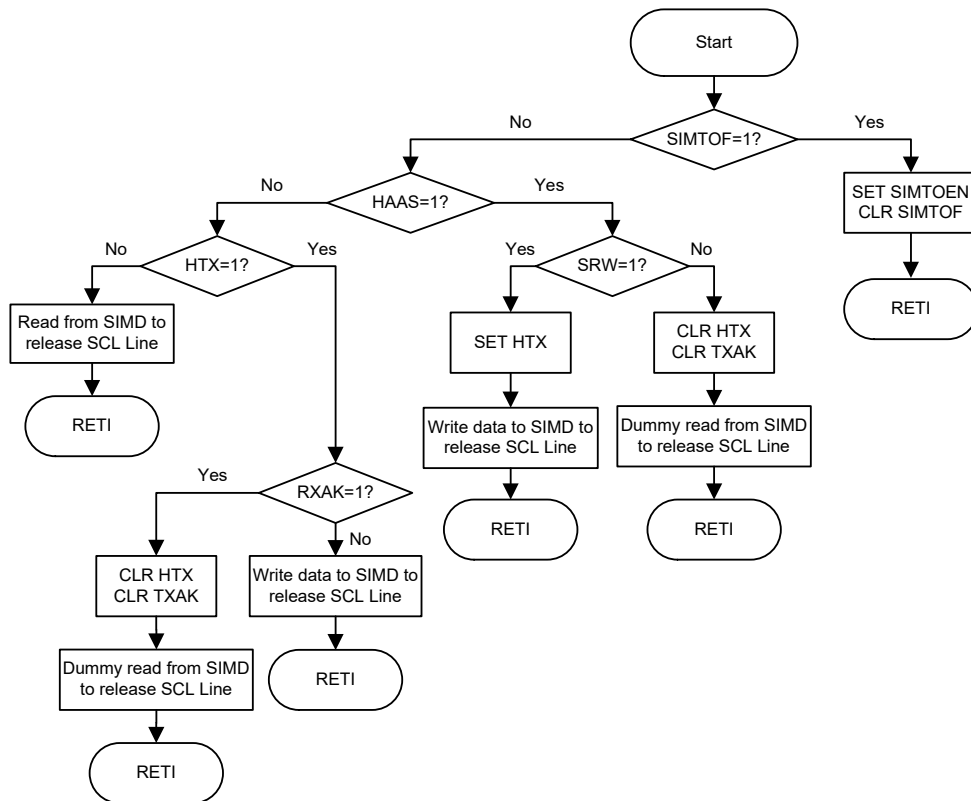 Start
No
SIMTOF=1?
Yes
No
HAAS=1?
Yes
SET SIMTOEN
CLR SIMTOF
No
HTX=1?
Yes
Yes
SRW=1?
No
RETI
Read from SIMD to
release SCL Line
SET HTX
CLR HTX
CLR TXAK
RETI
Write data to SIMD to
release SCL Line
Dummy read from SIMD
to release SCL Line
Yes
RXAK=1?
RETI
RETI
No
CLR HTX
CLR TXAK
Write data to SIMD to
release SCL Line
Dummy read from SIMD
to release SCL Line
RETI
RETI